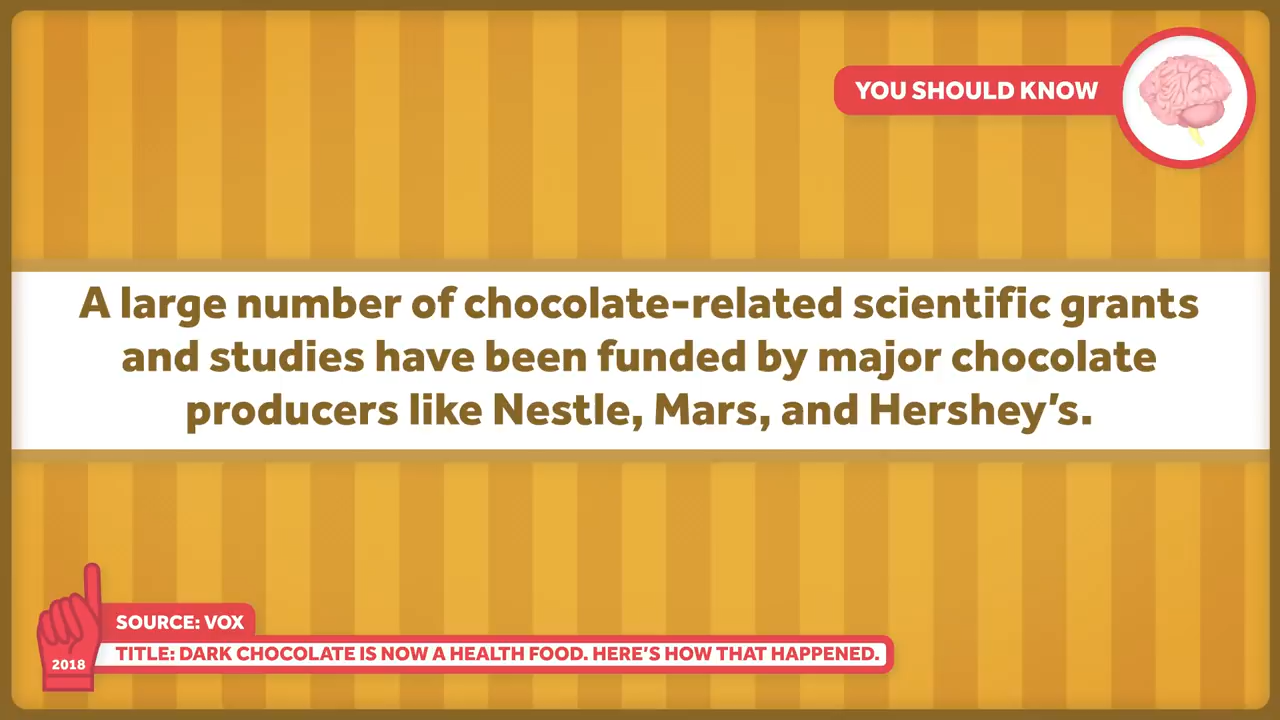 YOU SHOULD KNOW
A large number of chocolate-related scientific grants
and studies have been funded by major chocolate
producers like Nestle, Mars, and Hershey's.
SOURCE: VOX
TITLE: DARK CHOCOLATE IS NOW A HEALTH FOOD. HERE'S HOW THAT HAPPENED.
2018